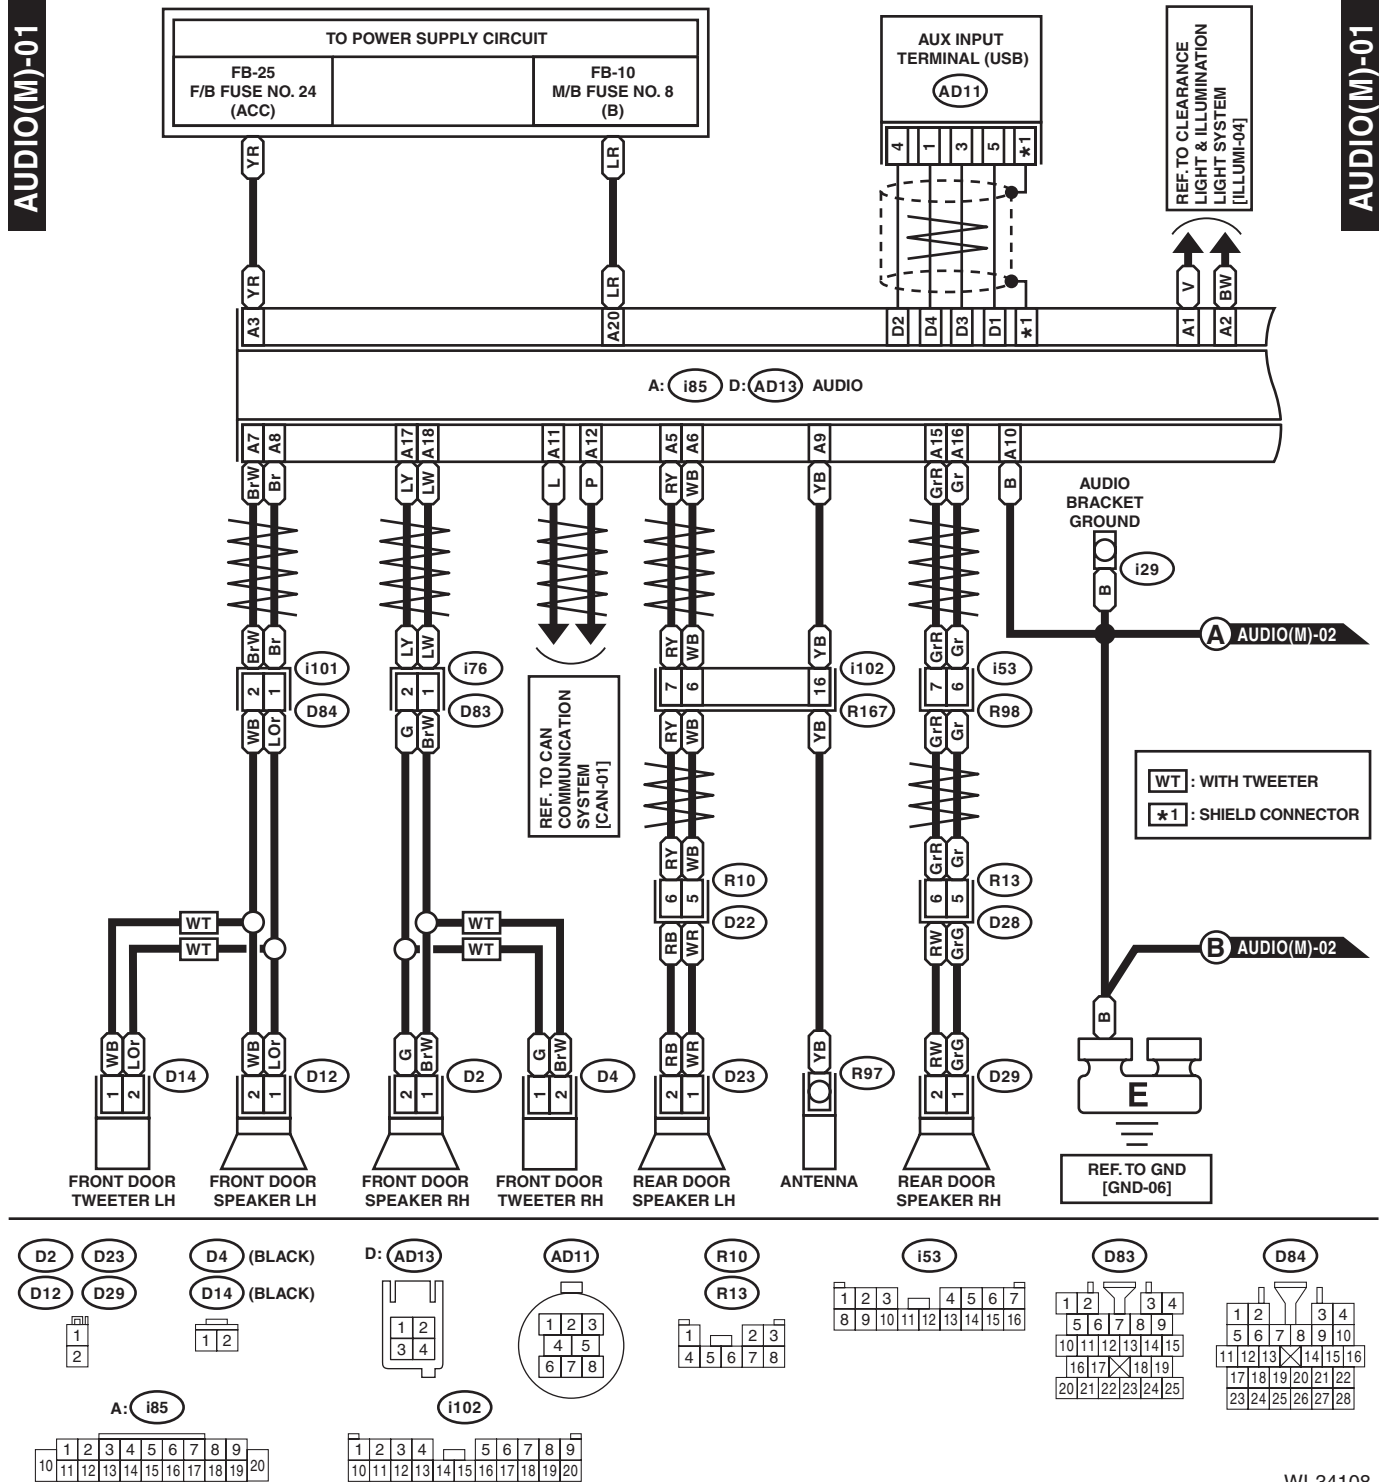 AUDIO(M)-01
AUDIO(M)-01
TO POWER SUPPLY CIRCUIT
FB-25
F/B FUSE NO. 24
(ACC)
FB-10
M/B FUSE NO. 8
(B)
AUX INPUT
TERMINAL (USB)
AD11
4 1 3 5 *1
REF. TO CLEARANCE
LIGHT & ILLUMINATION
LIGHT SYSTEM
[ILLUMI-04]
YR LR
YR LR V BW
A3 A20 D2 D4 D3 D1 *1 A1 A2
A: i85 D: AD13 AUDIO
A7 A8 A17 A18 A11 A12 A5 A6 A9 A15 A16 A10
BrW Br LY LW L P RY WB YB GrR Gr B
AUDIO
BRACKET
GROUND
i29
B
A AUDIO(M)-02
BrW Br LY LW RY WB YB GrR Gr
2 1 i101 2 1 i76 7 6 16 i102 7 6 i53
D84 D83 R167 R98
WB LOr G BrW RY WB YB GrR Gr
REF. TO CAN
COMMUNICATION
SYSTEM
[CAN-01]
WT : WITH TWEETER
*1 : SHIELD CONNECTOR
RY WB GrR Gr
6 5 R10 6 5 R13
D22 D28
RB WR RW GrG
WT WT
WT WT
B AUDIO(M)-02
B
WB LOr WB LOr G BrW G BrW RB WR YB RW GrG
1 2 D14 2 1 D12 2 1 D2 1 2 D4 2 1 D23 R97 2 1 D29
E
FRONT DOOR
TWEETER LH
FRONT DOOR
SPEAKER LH
FRONT DOOR
SPEAKER RH
FRONT DOOR
TWEETER RH
REAR DOOR
SPEAKER LH
ANTENNA
REAR DOOR
SPEAKER RH
REF. TO GND
[GND-06]
D2 D23
D12 D29
1
2
D4 (BLACK)
D14 (BLACK)
1 2
D: AD13
1 2
3 4
AD11
1 2 3
4 5
6 7 8
R10
R13
1 2 3
4 5 6 7 8
i53
1 2 3 4 5 6 7
8 9 10 11 12 13 14 15 16
D83
1 2 3 4
5 6 7 8 9
10 11 12 13 14 15
16 17 18 19
20 21 22 23 24 25
D84
1 2 3 4
5 6 7 8 9 10
11 12 13 14 15 16
17 18 19 20 21 22
23 24 25 26 27 28
A: i85
1 2 3 4 5 6 7 8 9
10 11 12 13 14 15 16 17 18 19 20
i102
1 2 3 4 5 6 7 8 9
10 11 12 13 14 15 16 17 18 19 20
WI-34108